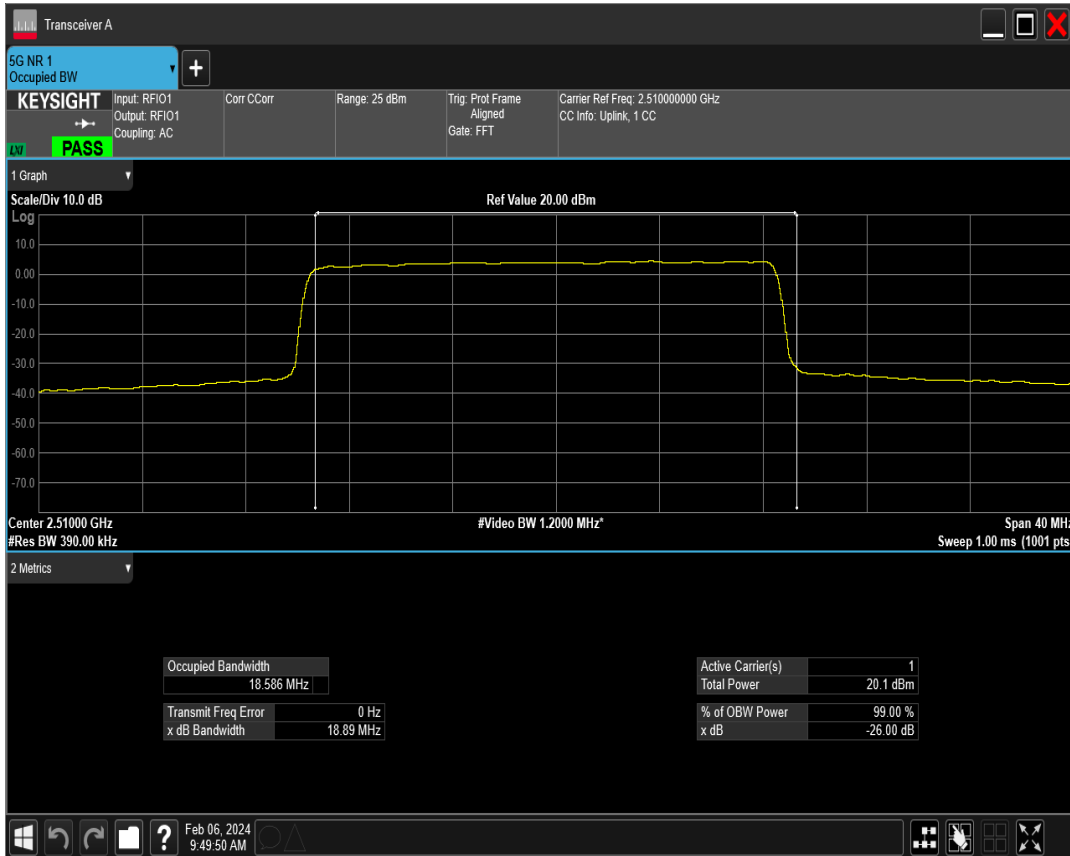 Transceiver A
5G NR 1
Occupied BW
+
KEYSIGHT
LXI
PASS
Input: RFIO1
Output: RFIO1
Coupling: AC
Corr CCorr
Range: 25 dBm
Trig: Prot Frame
Aligned
Gate: FFT
Carrier Ref Freq: 2.510000000 GHz
CC Info: Uplink, 1 CC
1 Graph
Scale/Div 10.0 dB
Ref Value 20.00 dBm
Log
10.0
0.00
-10.0
-20.0
-30.0
-40.0
-50.0
-60.0
-70.0
Center 2.51000 GHz
#Video BW 1.2000 MHz*
Span 40 MHz
#Res BW 390.00 kHz
Sweep 1.00 ms (1001 pts
2 Metrics
Occupied Bandwidth
18.586 MHz
Transmit Freq Error 0 Hz
x dB Bandwidth 18.89 MHz
Active Carrier(s) 1
Total Power 20.1 dBm
% of OBW Power 99.00 %
x dB -26.00 dB
?
Feb 06, 2024
9:49:50 AM